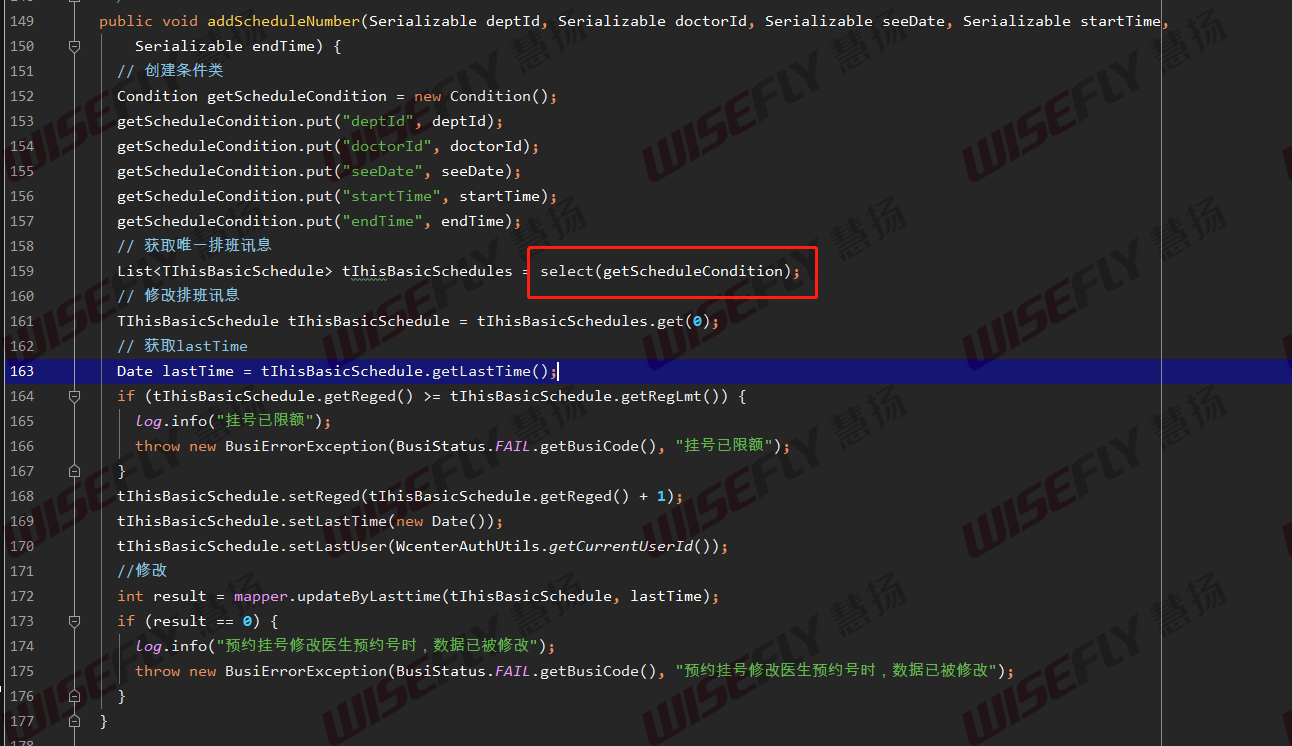 149 public void addScheduleNumber(Serializable deptId, Serializable doctorId, Serializable seeDate, Serializable startTime,
150 Serializable endTime) {
151 // 创建条件类
152 Condition getScheduleCondition = new Condition();
153 getScheduleCondition.put("deptId", deptId);
154 getScheduleCondition.put("doctorId", doctorId);
155 getScheduleCondition.put("seeDate", seeDate);
156 getScheduleCondition.put("startTime", startTime);
157 getScheduleCondition.put("endTime", endTime);
158 // 获取唯一排班讯息
159 List<TIhisBasicSchedule> tIhisBasicSchedules = select(getScheduleCondition);
160 // 修改排班讯息
161 TIhisBasicSchedule tIhisBasicSchedule = tIhisBasicSchedules.get(0);
162 // 获取lastTime
163 Date lastTime = tIhisBasicSchedule.getLastTime();
164 if (tIhisBasicSchedule.getReged() >= tIhisBasicSchedule.getRegLmt()) {
165 log.info("挂号已限额");
166 throw new BusiErrorException(BusiStatus.FAIL.getBusiCode(), "挂号已限额");
167 }
168 tIhisBasicSchedule.setReged(tIhisBasicSchedule.getReged() + 1);
169 tIhisBasicSchedule.setLastTime(new Date());
170 tIhisBasicSchedule.setLastUser(WcenterAuthUtils.getCurrentUserId());
171 //修改
172 int result = mapper.updateByLasttime(tIhisBasicSchedule, lastTime);
173 if (result == 0) {
174 log.info("预约挂号修改医生预约号时，数据已被修改");
175 throw new BusiErrorException(BusiStatus.FAIL.getBusiCode(), "预约挂号修改医生预约号时，数据已被修改");
176 }
177 }
WISEFLY 慧扬